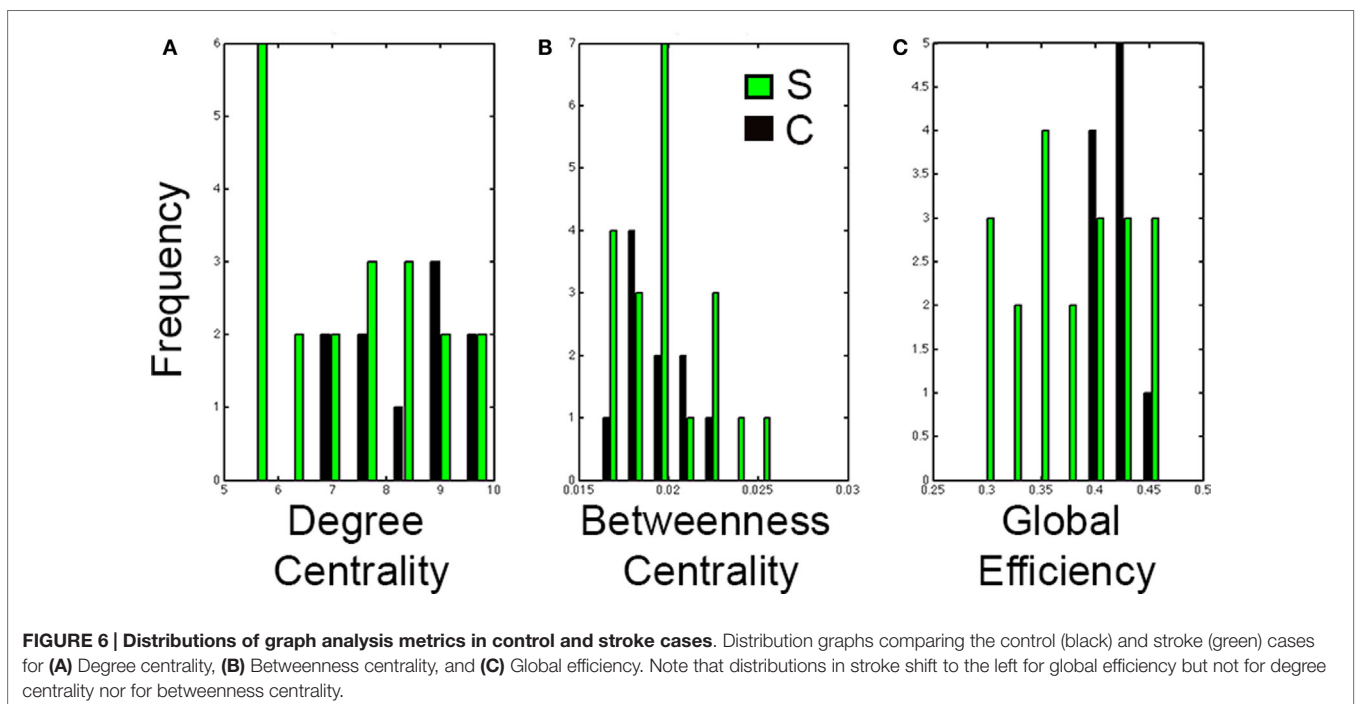 A
B
C
6
5
4
3
2
1
0
5 6 7 8 9 10
Frequency
Degree
Centrality
7
6
5
4
3
2
1
0
0.015 0.02 0.025 0.03
S
C
Betweenness
Centrality
5
4.5
4
3.5
3
2.5
2
1.5
1
0.5
0
0.25 0.3 0.35 0.4 0.45 0.5
Global
Efficiency
FIGURE 6 | Distributions of graph analysis metrics in control and stroke cases. Distribution graphs comparing the control (black) and stroke (green) cases
for (A) Degree centrality, (B) Betweenness centrality, and (C) Global efficiency. Note that distributions in stroke shift to the left for global efficiency but not for degree
centrality nor for betweenness centrality.